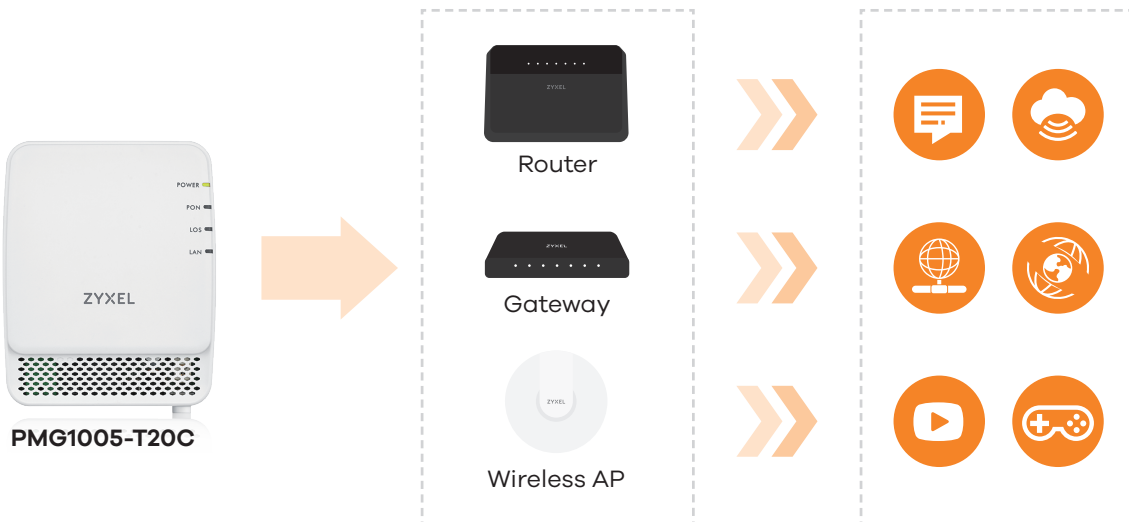 POWER
PON
LOS
LAN
ZYXEL
PMG1005-T20C
ZYXEL
Router
ZYXEL
Gateway
ZYXEL
Wireless AP